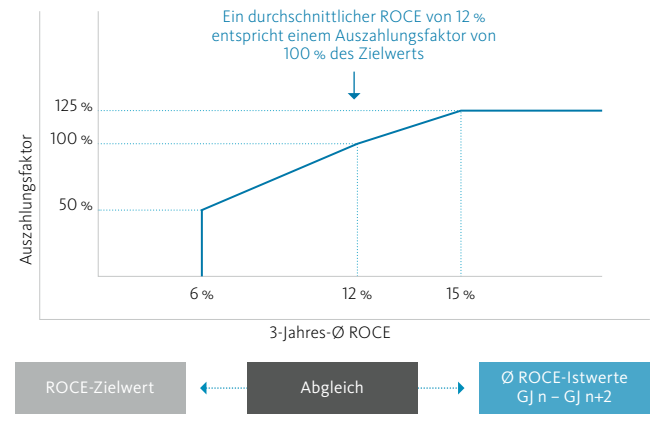 Ein durchschnittlicher ROCE von 12 %
entspricht einem Auszahlungsfaktor von
100 % des Zielwerts
125 %
100 %
50 %
Auszahlungsfaktor
6 %
12 %
15 %
3-Jahres-Ø ROCE
ROCE-Zielwert
Abgleich
Ø ROCE-Istwerte
GJ n – GJ n+2